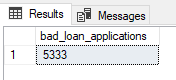 Results Messages
bad_loan_applications
1 5333